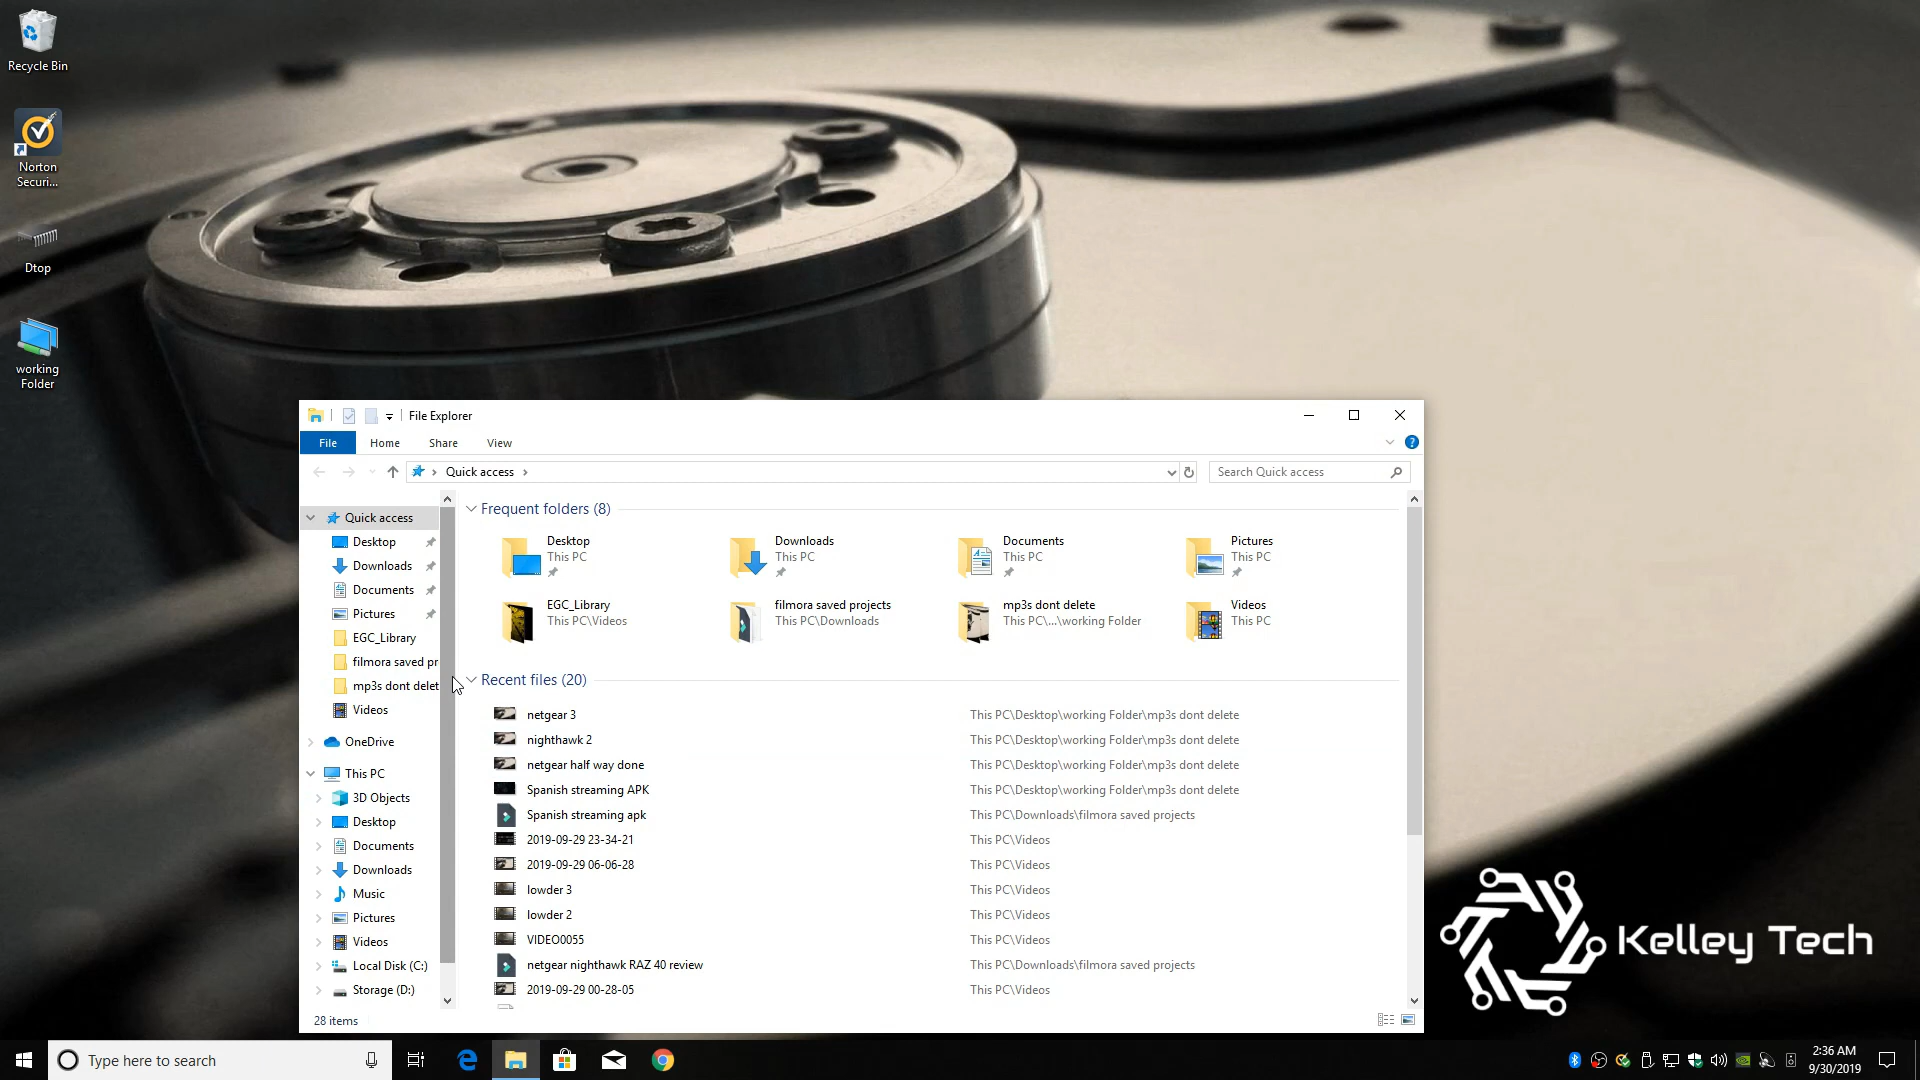 Recycle Bin
Norton
Securi...
Dtop
working
Folder
File Explorer
File
Home
Share
View
?
Quick access
Search Quick access
Quick access
Desktop
Downloads
Documents
Pictures
EGC_Library
filmora saved pr
mp3s dont delet
Videos
OneDrive
This PC
3D Objects
Desktop
Documents
Downloads
Music
Pictures
Videos
Local Disk (C:)
Storage (D:)
Frequent folders (8)
Desktop
This PC
Downloads
This PC
Documents
This PC
Pictures
This PC
EGC_Library
This PC\Videos
filmora saved projects
This PC\Downloads
mp3s dont delete
This PC\...\working Folder
Videos
This PC
Recent files (20)
netgear 3 This PC\Desktop\working Folder\mp3s dont delete
nighthawk 2 This PC\Desktop\working Folder\mp3s dont delete
netgear half way done This PC\Desktop\working Folder\mp3s dont delete
Spanish streaming APK This PC\Desktop\working Folder\mp3s dont delete
Spanish streaming apk This PC\Downloads\filmora saved projects
2019-09-29 23-34-21 This PC\Videos
2019-09-29 06-06-28 This PC\Videos
lowder 3 This PC\Videos
lowder 2 This PC\Videos
VIDEO0055 This PC\Videos
netgear nighthawk RAZ 40 review This PC\Downloads\filmora saved projects
2019-09-29 00-28-05 This PC\Videos
28 items
Kelley Tech
Type here to search
2:36 AM
9/30/2019